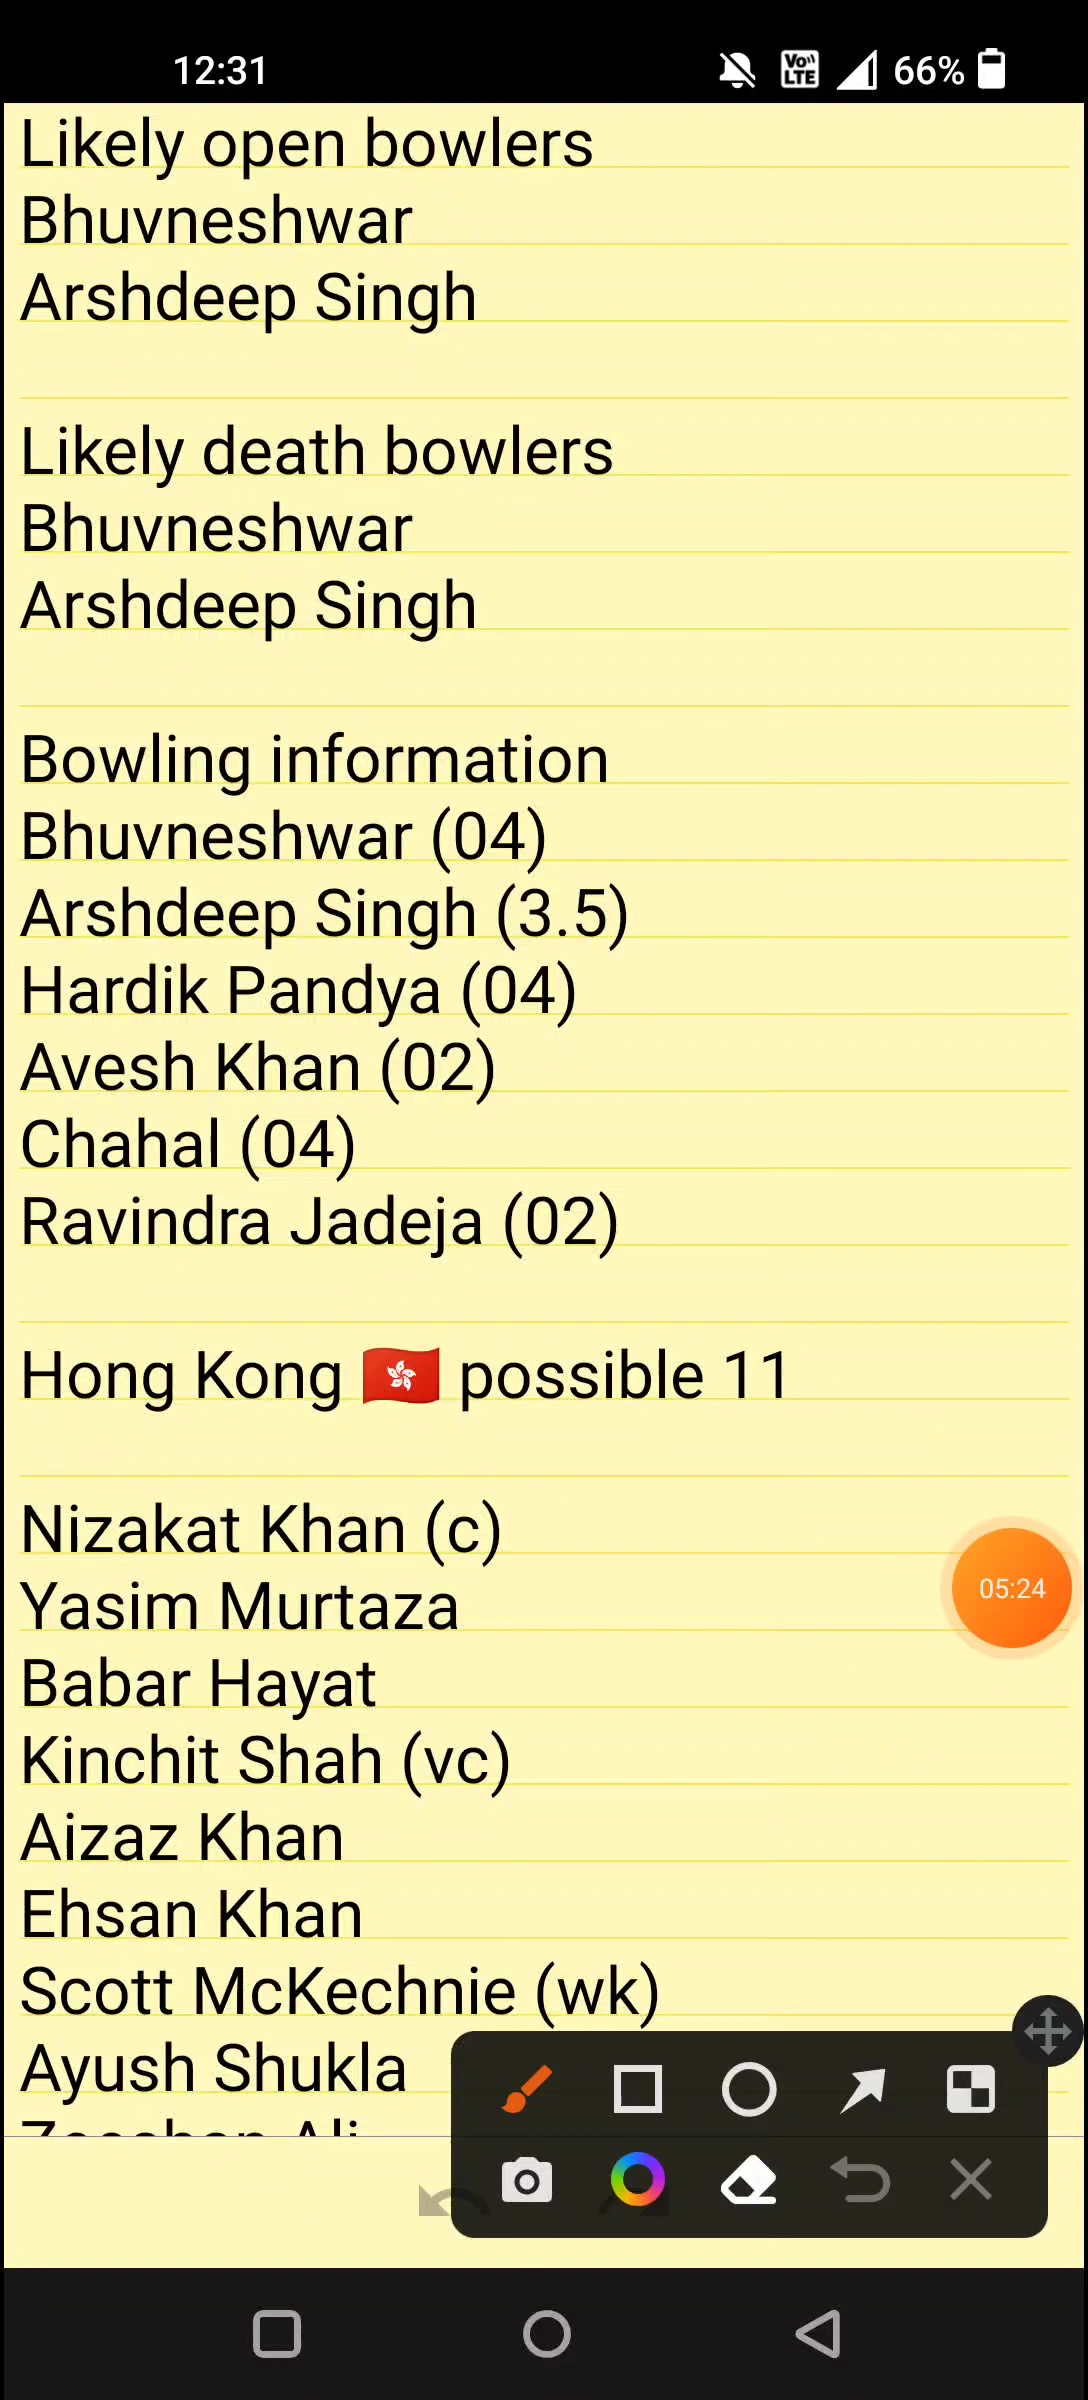 12:31
Vo)) LTE
66%
Likely open bowlers
Bhuvneshwar
Arshdeep Singh
Likely death bowlers
Bhuvneshwar
Arshdeep Singh
Bowling information
Bhuvneshwar (04)
Arshdeep Singh (3.5)
Hardik Pandya (04)
Avesh Khan (02)
Chahal (04)
Ravindra Jadeja (02)
Hong Kong 🇭🇰 possible 11
Nizakat Khan (c)
Yasim Murtaza
05:24
Babar Hayat
Kinchit Shah (vc)
Aizaz Khan
Ehsan Khan
Scott McKechnie (wk)
Ayush Shukla